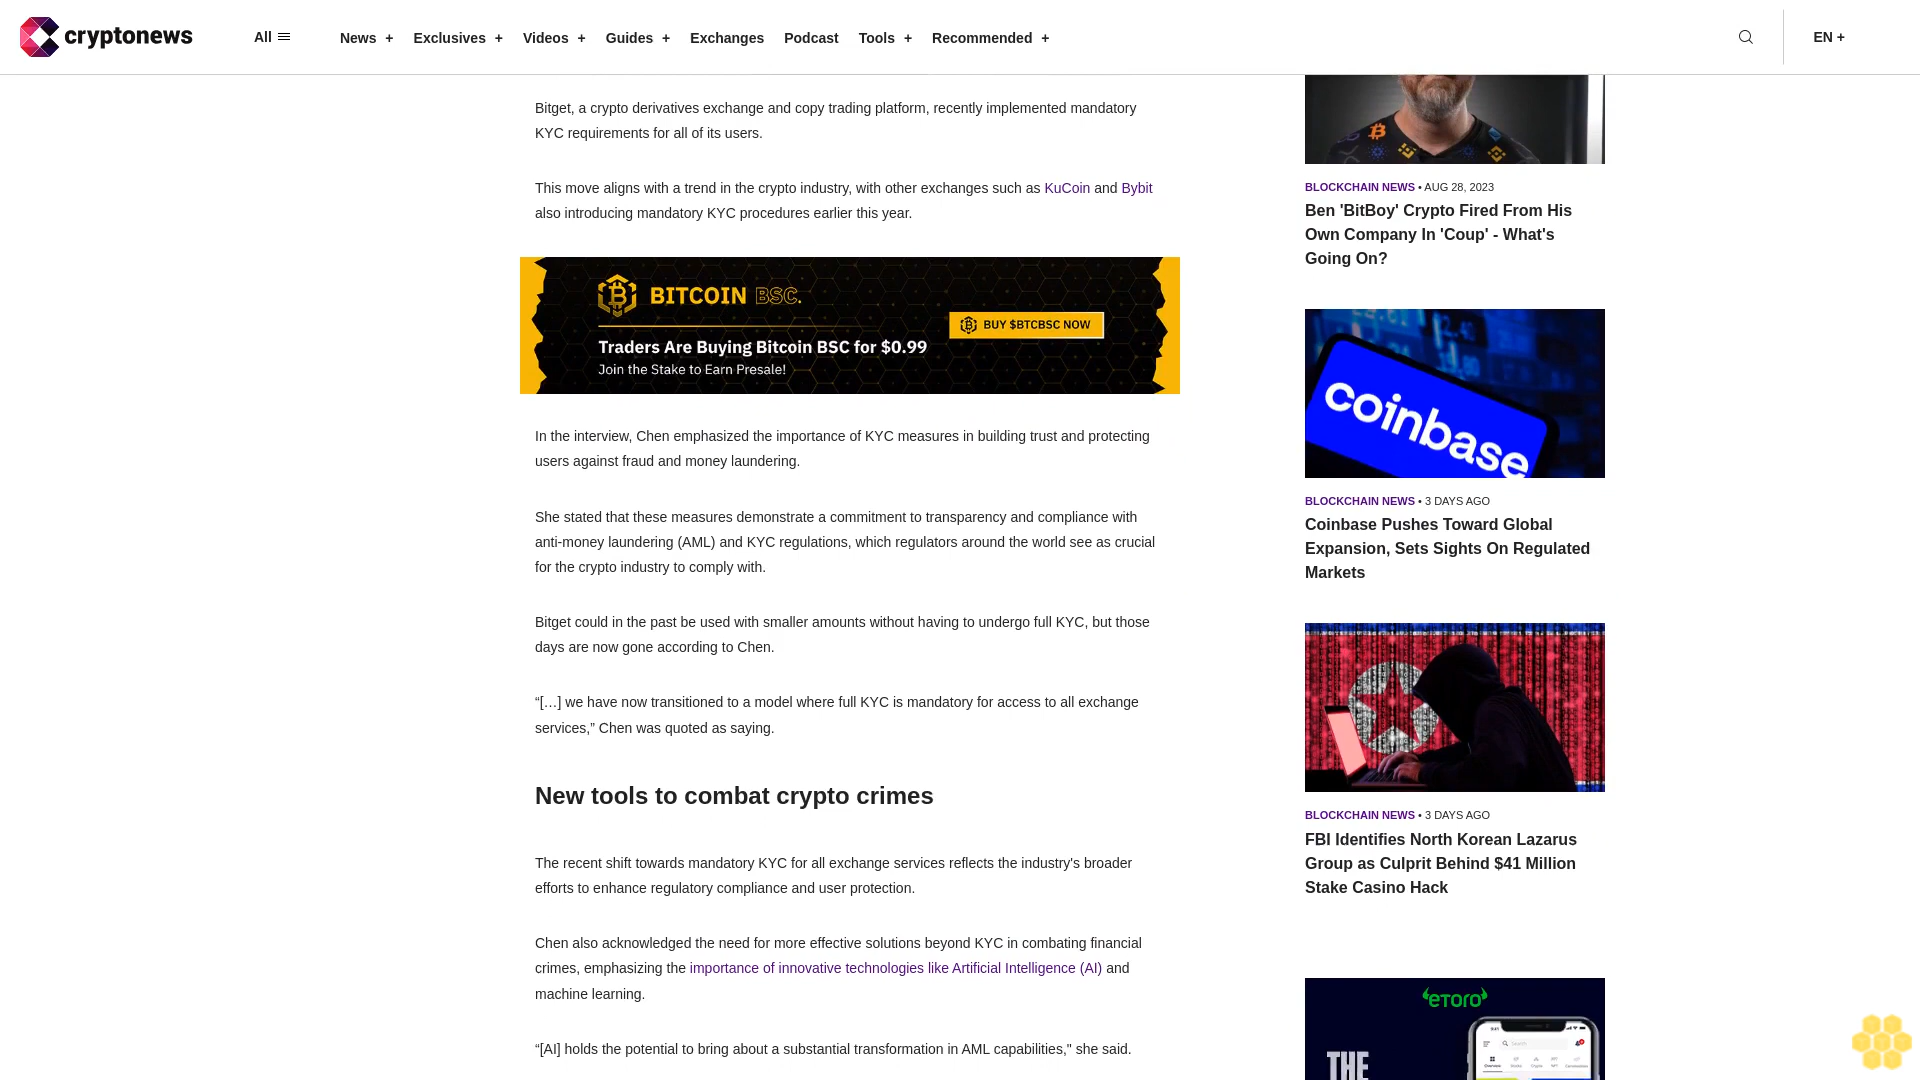 cryptonews
All
News +
Exclusives +
Videos +
Guides +
Exchanges
Podcast
Tools +
Recommended +
EN +
Bitget, a crypto derivatives exchange and copy trading platform, recently implemented mandatory
KYC requirements for all of its users.
This move aligns with a trend in the crypto industry, with other exchanges such as KuCoin and Bybit
also introducing mandatory KYC procedures earlier this year.
BITCOIN BSC.
BUY $BTCBSC NOW
Traders Are Buying Bitcoin BSC for $0.99
Join the Stake to Earn Presale!
In the interview, Chen emphasized the importance of KYC measures in building trust and protecting
users against fraud and money laundering.
She stated that these measures demonstrate a commitment to transparency and compliance with
anti-money laundering (AML) and KYC regulations, which regulators around the world see as crucial
for the crypto industry to comply with.
Bitget could in the past be used with smaller amounts without having to undergo full KYC, but those
days are now gone according to Chen.
“[…] we have now transitioned to a model where full KYC is mandatory for access to all exchange
services,” Chen was quoted as saying.
New tools to combat crypto crimes
The recent shift towards mandatory KYC for all exchange services reflects the industry's broader
efforts to enhance regulatory compliance and user protection.
Chen also acknowledged the need for more effective solutions beyond KYC in combating financial
crimes, emphasizing the importance of innovative technologies like Artificial Intelligence (AI) and
machine learning.
“[AI] holds the potential to bring about a substantial transformation in AML capabilities," she said.
BLOCKCHAIN NEWS • AUG 28, 2023
Ben 'BitBoy' Crypto Fired From His
Own Company In 'Coup' - What's
Going On?
coinbase
BLOCKCHAIN NEWS • 3 DAYS AGO
Coinbase Pushes Toward Global
Expansion, Sets Sights On Regulated
Markets
BLOCKCHAIN NEWS • 3 DAYS AGO
FBI Identifies North Korean Lazarus
Group as Culprit Behind $41 Million
Stake Casino Hack
eToro
9:41
Search
THE